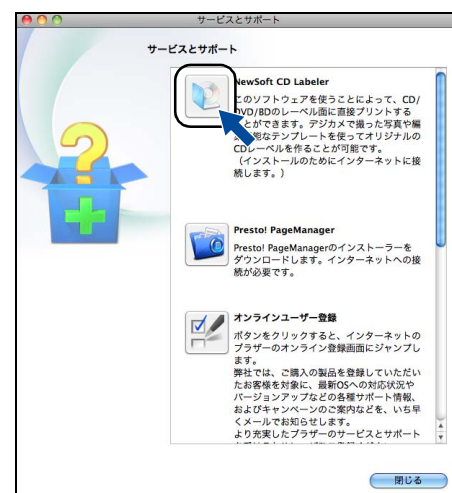 サービスとサポート
サービスとサポート
NewSoft CD Labeler
このソフトウェアを使うことによって、CD/
DVD/BDのレーベル面に直接プリントする
とができます。デジカメで撮った写真や編
能なテンプレートを使ってオリジナルの
CDレーベルを作ることが可能です。
（インストールのためにインターネットに接
続します。）
Presto! PageManager
Presto! PageManagerのインストーラーを
ダウンロードします。インターネットへの接
続が必要です。
オンラインユーザー登録
ボタンをクリックすると、インターネットの
ブラザーのオンライン登録画面にジャンプし
ます。
弊社では、ご購入の製品を登録していただい
たお客様を対象に、最新OSへの対応状況や
バージョンアップなどの各種サポート情報、
およびキャンペーンのご案内などを、いち早
くメールでお知らせします。
より充実したブラザーのサービスとサポート
閉じる